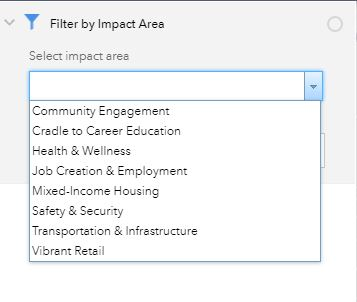 Filter by Impact Area
Select impact area
Community Engagement
Cradle to Career Education
Health & Wellness
Job Creation & Employment
Mixed-Income Housing
Safety & Security
Transportation & Infrastructure
Vibrant Retail